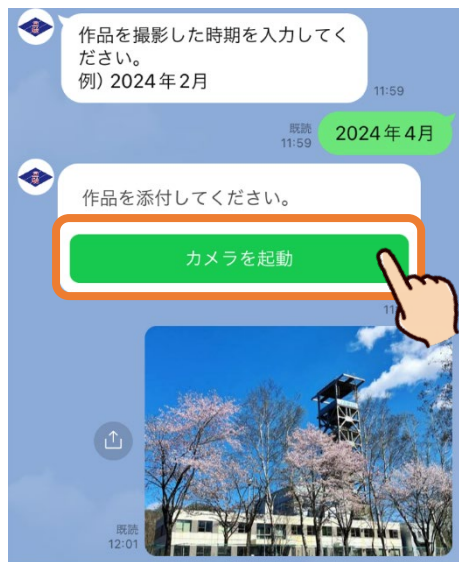 作品を撮影した時期を入力してく
ださい。
例) 2024年2月
11:59
既読
11:59
2024年4月
作品を添付してください。
カメラを起動
既読
12:01